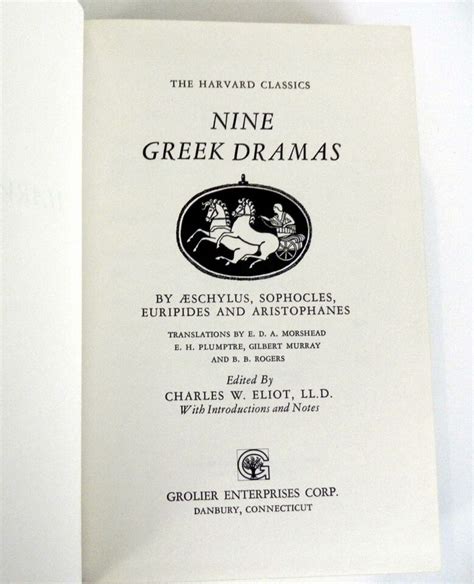 THE HARVARD CLASSICS
NINE
GREEK DRAMAS
BY ÆSCHYLUS, SOPHOCLES,
EURIPIDES AND ARISTOPHANES
TRANSLATIONS BY E. D. A. MORSHEAD
E. H. PLUMPTRE, GILBERT MURRAY
AND B. B. ROGERS
Edited By
CHARLES W. ELIOT, LL.D.
With Introductions and Notes
G
GROLIER ENTERPRISES CORP.
DANBURY, CONNECTICUT